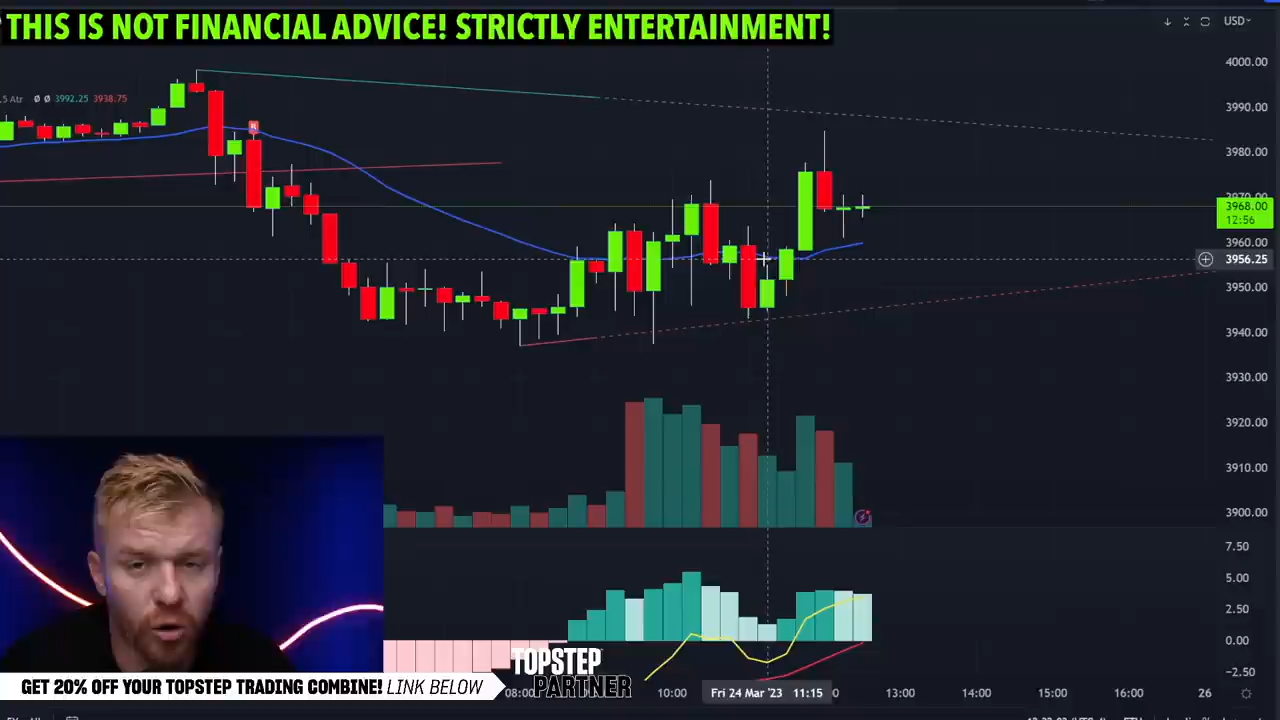 THIS IS NOT FINANCIAL ADVICE! STRICTLY ENTERTAINMENT!
USD
4000.00
.5 Atr 0 0 3992.25 3938.75
3990.00
R
3980.00
3968.00
12:56
3960.00
3956.25
3950.00
3940.00
3930.00
3920.00
3910.00
3900.00
7.50
5.00
2.50
0.00
-2.50
TOPSTEP
PARTNER
GET 20% OFF YOUR TOPSTEP TRADING COMBINE! LINK BELOW
08:00 10:00 Fri 24 Mar '23 11:15 13:00 14:00 15:00 16:00 26